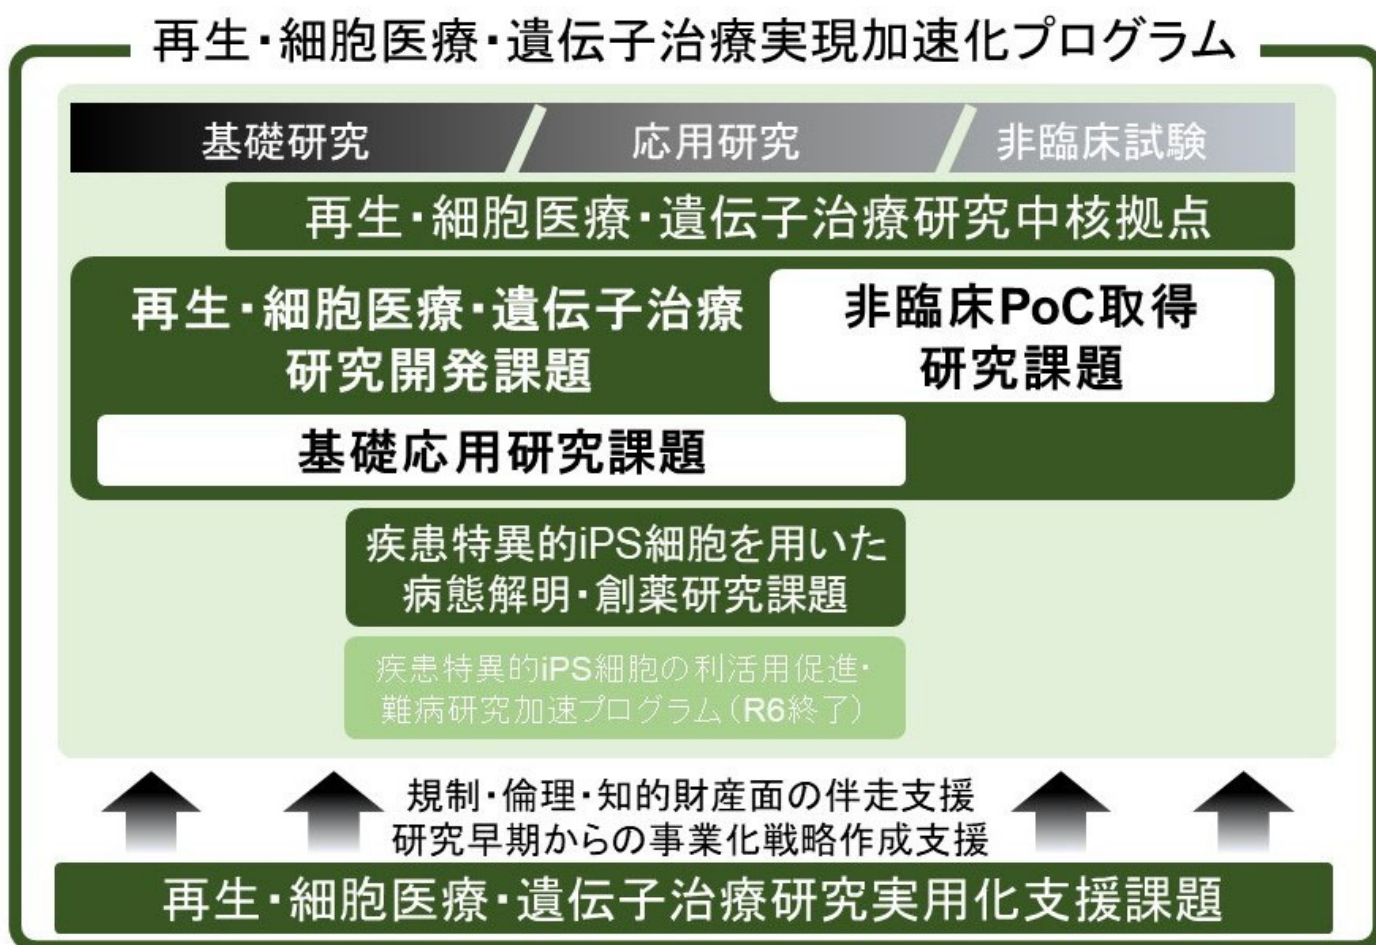 再生・細胞医療・遺伝子治療実現加速化プログラム
基礎研究
応用研究
非臨床試験
再生・細胞医療・遺伝子治療研究中核拠点
再生・細胞医療・遺伝子治療
研究開発課題
非臨床PoC取得
研究課題
基礎応用研究課題
疾患特異的iPS細胞を用いた
病態解明・創薬研究課題
疾患特異的iPS細胞の利活用促進・
難病研究加速プログラム（R6終了）
規制・倫理・知的財産面の伴走支援
研究早期からの事業化戦略作成支援
再生・細胞医療・遺伝子治療研究実用化支援課題